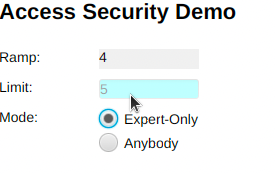 Access Security Demo
Ramp: 4
Limit: 5
Mode: Expert-Only
Anybody